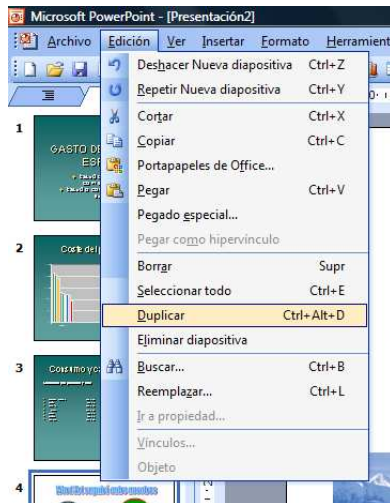 Microsoft PowerPoint - [Presentación2]
Archivo Edición Ver Insertar Formato Herramient
Deshacer Nueva diapositiva Ctrl+Z
Repetir Nueva diapositiva Ctrl+Y
Cortar Ctrl+X
Copiar Ctrl+C
Portapapeles de Office...
Pegar Ctrl+V
Pegado especial...
Pegar como hipervínculo
Borrar Supr
Seleccionar todo Ctrl+E
Duplicar Ctrl+Alt+D
Eliminar diapositiva
Buscar... Ctrl+B
Reemplazar... Ctrl+L
Ir a propiedad...
Vínculos...
Objeto
1
GASTO DE
2
3
4